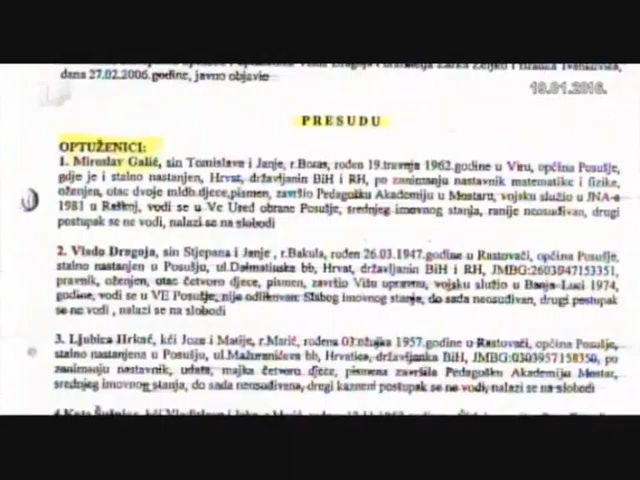 dana 27.02.2006.godine, javno objavio
19.01.2016.
PRESUDU
OPTUŽENICI:
1. Miroslav Galić, sin Tomislava i Janje, r.Boras, rođen 19.travnja 1962.godine u Viru, općina Posušje,
gdje je i stalno nastanjen, Hrvat, državljanin BiH i RH, po zanimanju nastavnik matematike i fizike,
oženjen, otac dvoje mldb.djece,pismen, završio Pedagošku Akademiju u Mostaru, vojsku služio u JNA-a
1981 u Raškoj, vodi se u Ve Ured obrane Posušje, srednjeg imovnog stanja, ranije neosuđivan, drugi
postupak se ne vodi, nalazi se na slobodi
2. Vlado Dragoja, sin Stjepana i Janje , r.Bakula, rođen 26.03.1947.godine u Rastovači, općina Posušje,
stalno nastanjen u Posušju, ul.Dalmatinska bb, Hrvat, državljanin BiH i RH, JMBG:2603947153351,
pravnik, oženjen, otac četvoro djece, pismen, završio Višu upravnu, vojsku služio u Banja-Luci 1974,
godine, vodi se u VE Posušje, nije odlikovan. Slabog imovnog stanja, do sada neosuđivan, drugi postupak
se ne vodi , nalazi se na slobodi
3. Ljubica Hrkać, kći Joze i Matije, r.Marić, rođena 03.ožujka 1957.godine u Rastovači, općina Posušje,
stalno nastanjena u Posušju, ul.Mažuranićeva bb, Hrvatica, državljanka BiH, JMBG:0303957158350, po
zanimanju nastavnik, udata, majka četvoro djece, pismena završila Pedagošku Akademiju Mostar,
srednjeg imovnog stanja, do sada neosuđivana, drugi kazneni postupak se ne vodi, nalazi se na slobodi